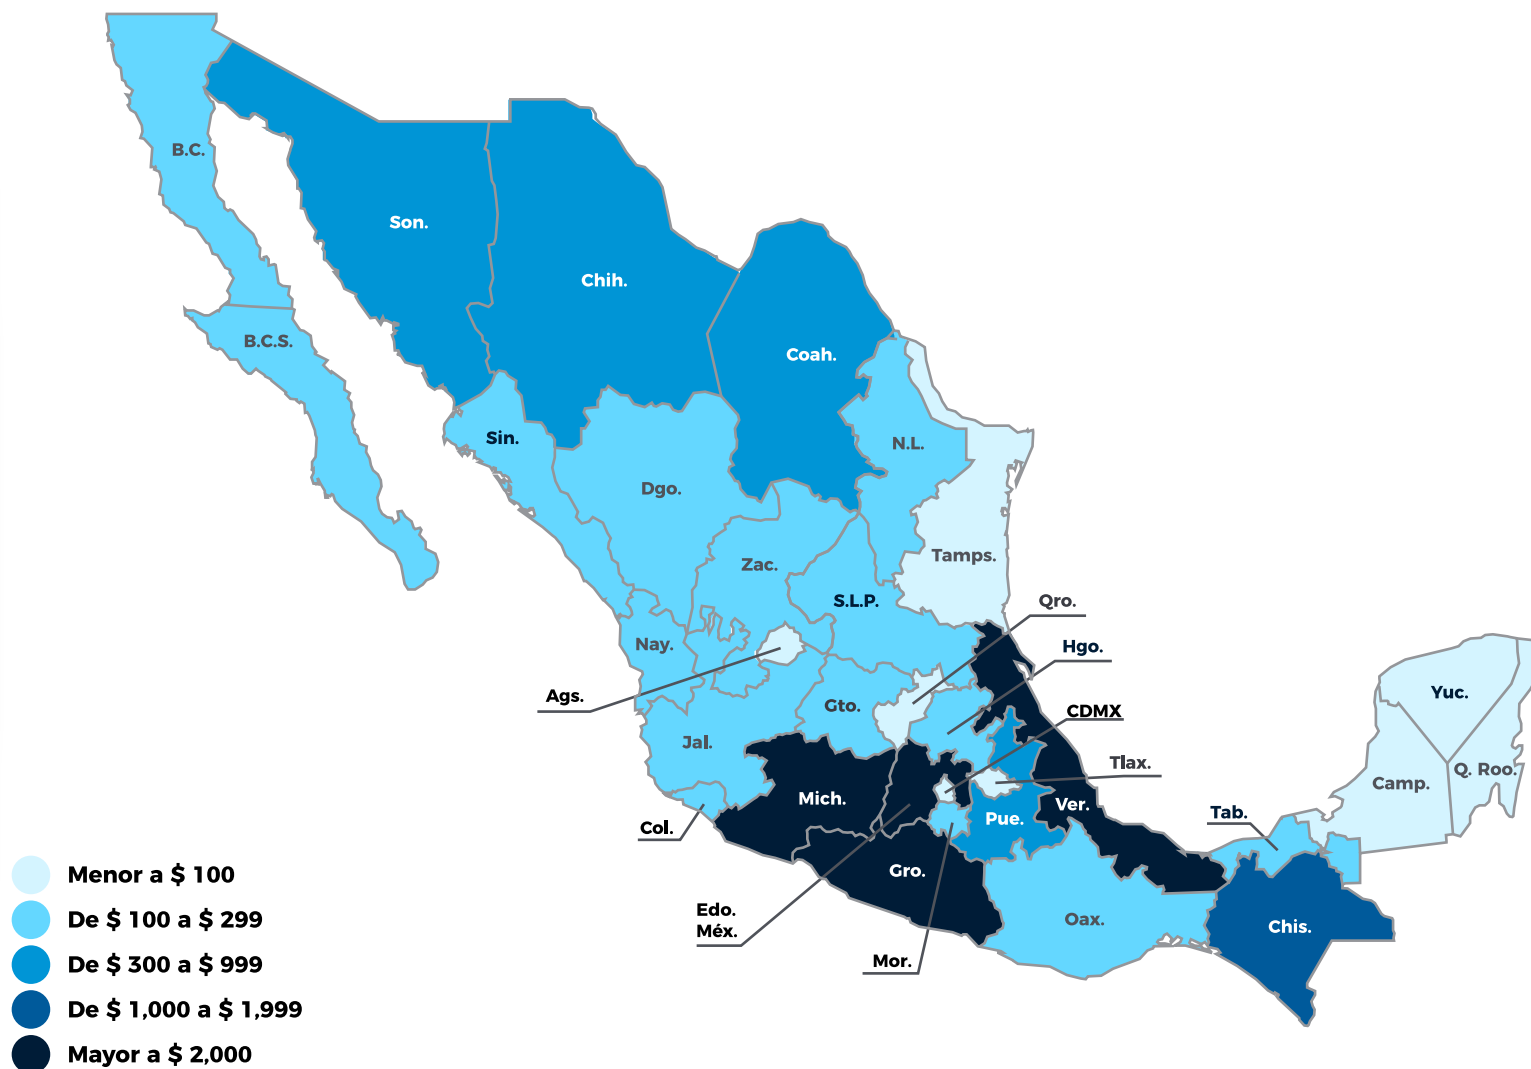 B.C.
Son.
Chih.
B.C.S.
Coah.
Sin.
N.L.
Dgo.
Tamps.
Zac.
S.L.P.
Qro.
Nay.
Hgo.
Ags.
Yuc.
Gto.
CDMX
Jal.
Tlax.
Q. Roo.
Camp.
Mich.
Ver.
Pue.
Tab.
Col.
Gro.
Edo.
Méx.
Oax.
Chis.
Mor.
Menor a $ 100
De $ 100 a $ 299
De $ 300 a $ 999
De $ 1,000 a $ 1,999
Mayor a $ 2,000